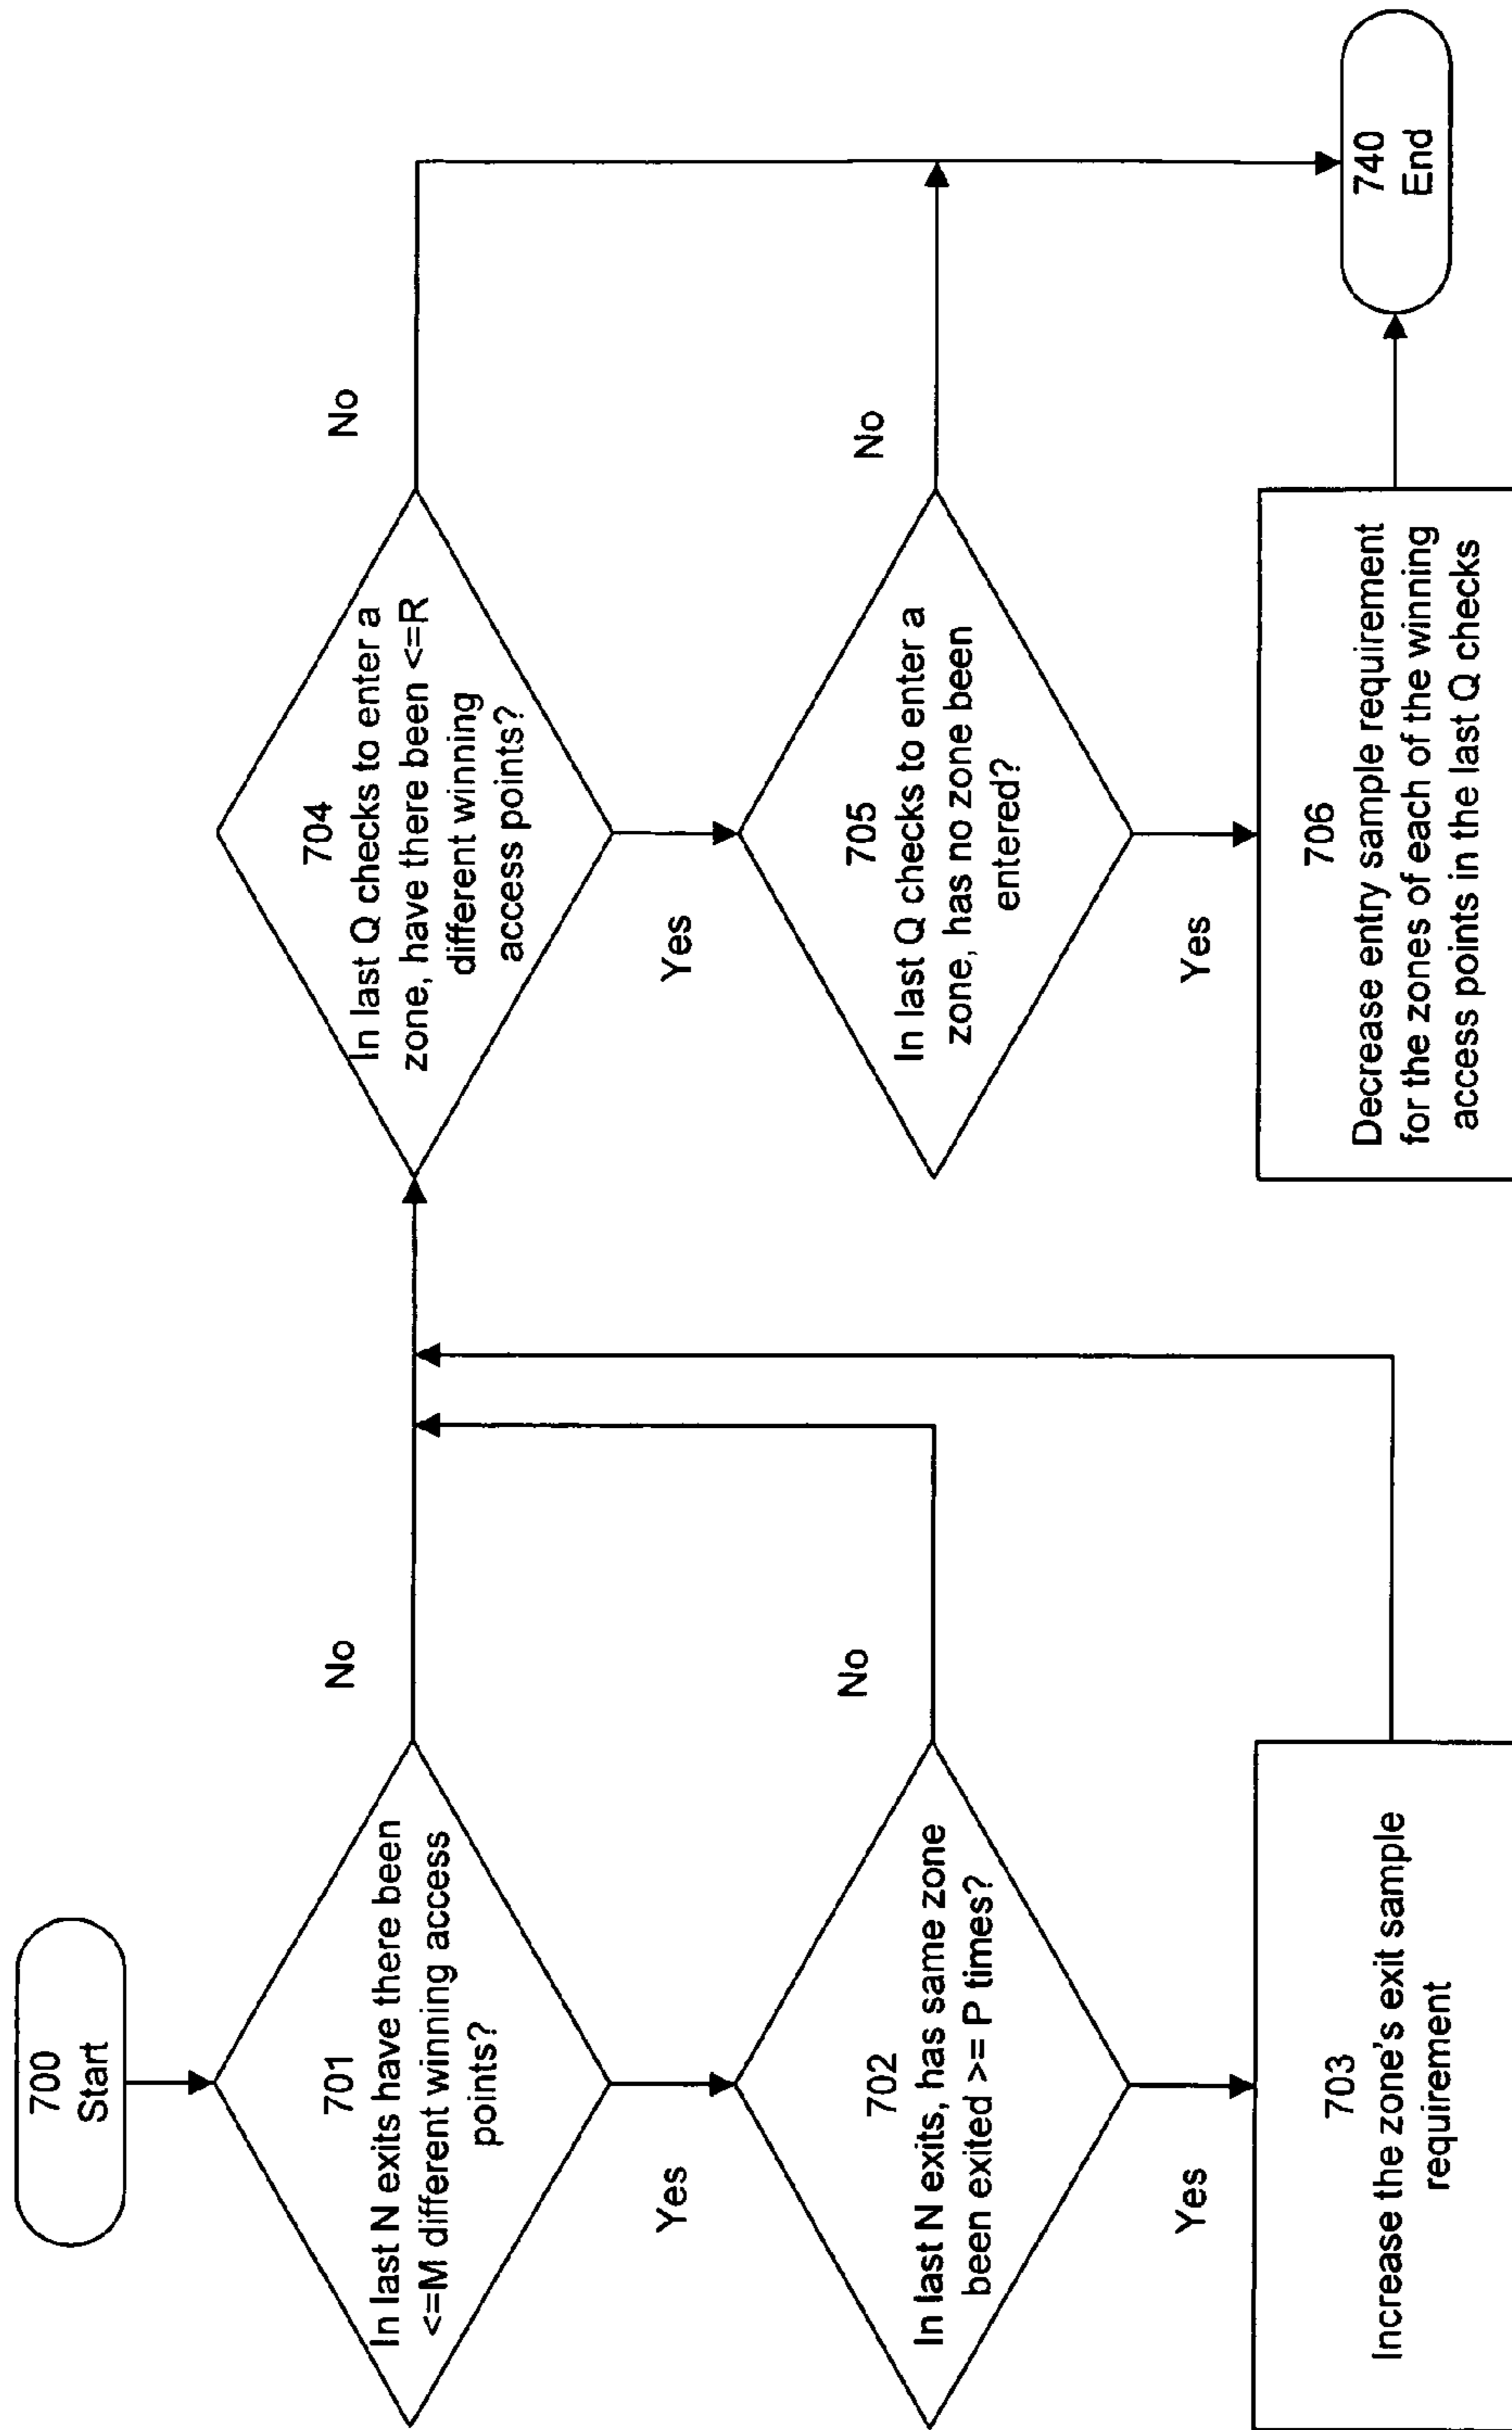 700
Start
701
In last N exits have there been
<=M different winning access
points?
No
Yes
702
In last N exits, has same zone
been exited >= P times?
No
Yes
703
Increase the zone's exit sample
requirement
704
In last Q checks to enter a
zone, have there been <=R
different winning
access points?
No
Yes
705
In last Q checks to enter a
zone, has no zone been
entered?
No
Yes
706
Decrease entry sample requirement
for the zones of each of the winning
access points in the last Q checks
740
End